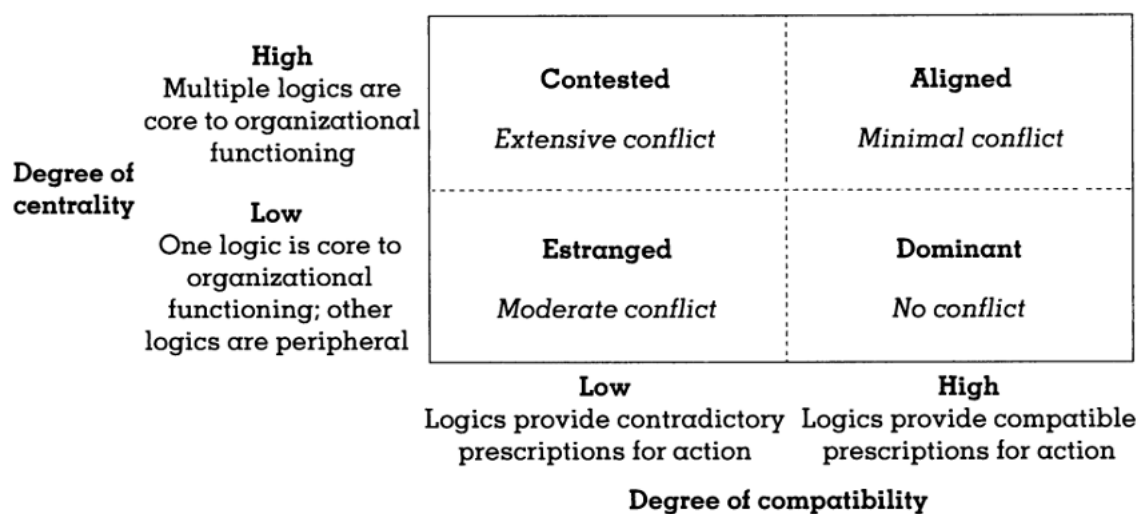 High
Multiple logics are
core to organizational
functioning
Contested
Extensive conflict
Aligned
Minimal conflict
Degree of
centrality
Low
One logic is core to
organizational
functioning; other
logics are peripheral
Estranged
Moderate conflict
Dominant
No conflict
Low
Logics provide contradictory
prescriptions for action
High
Logics provide compatible
prescriptions for action
Degree of compatibility